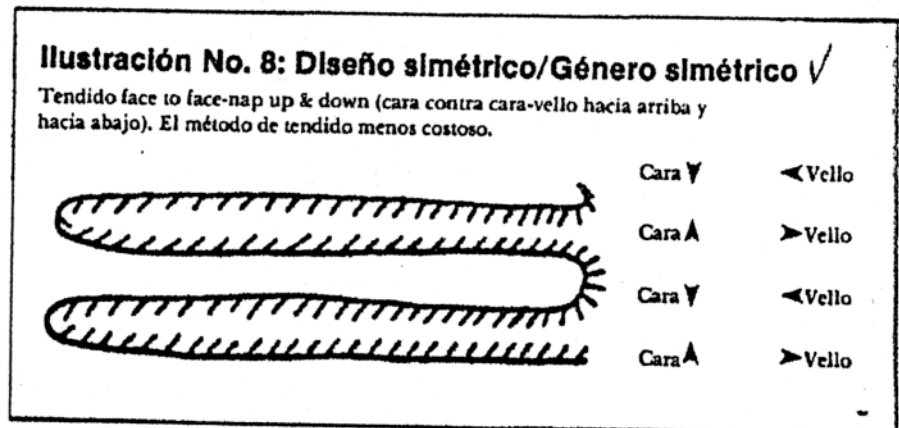 Ilustración No. 8: Diseño simétrico/Género simétrico
Tendido face to face-nap up & down (cara contra cara-vello hacia arriba y
hacia abajo). El método de tendido menos costoso.
Cara Vello
Cara Vello
Cara Vello
Cara Vello